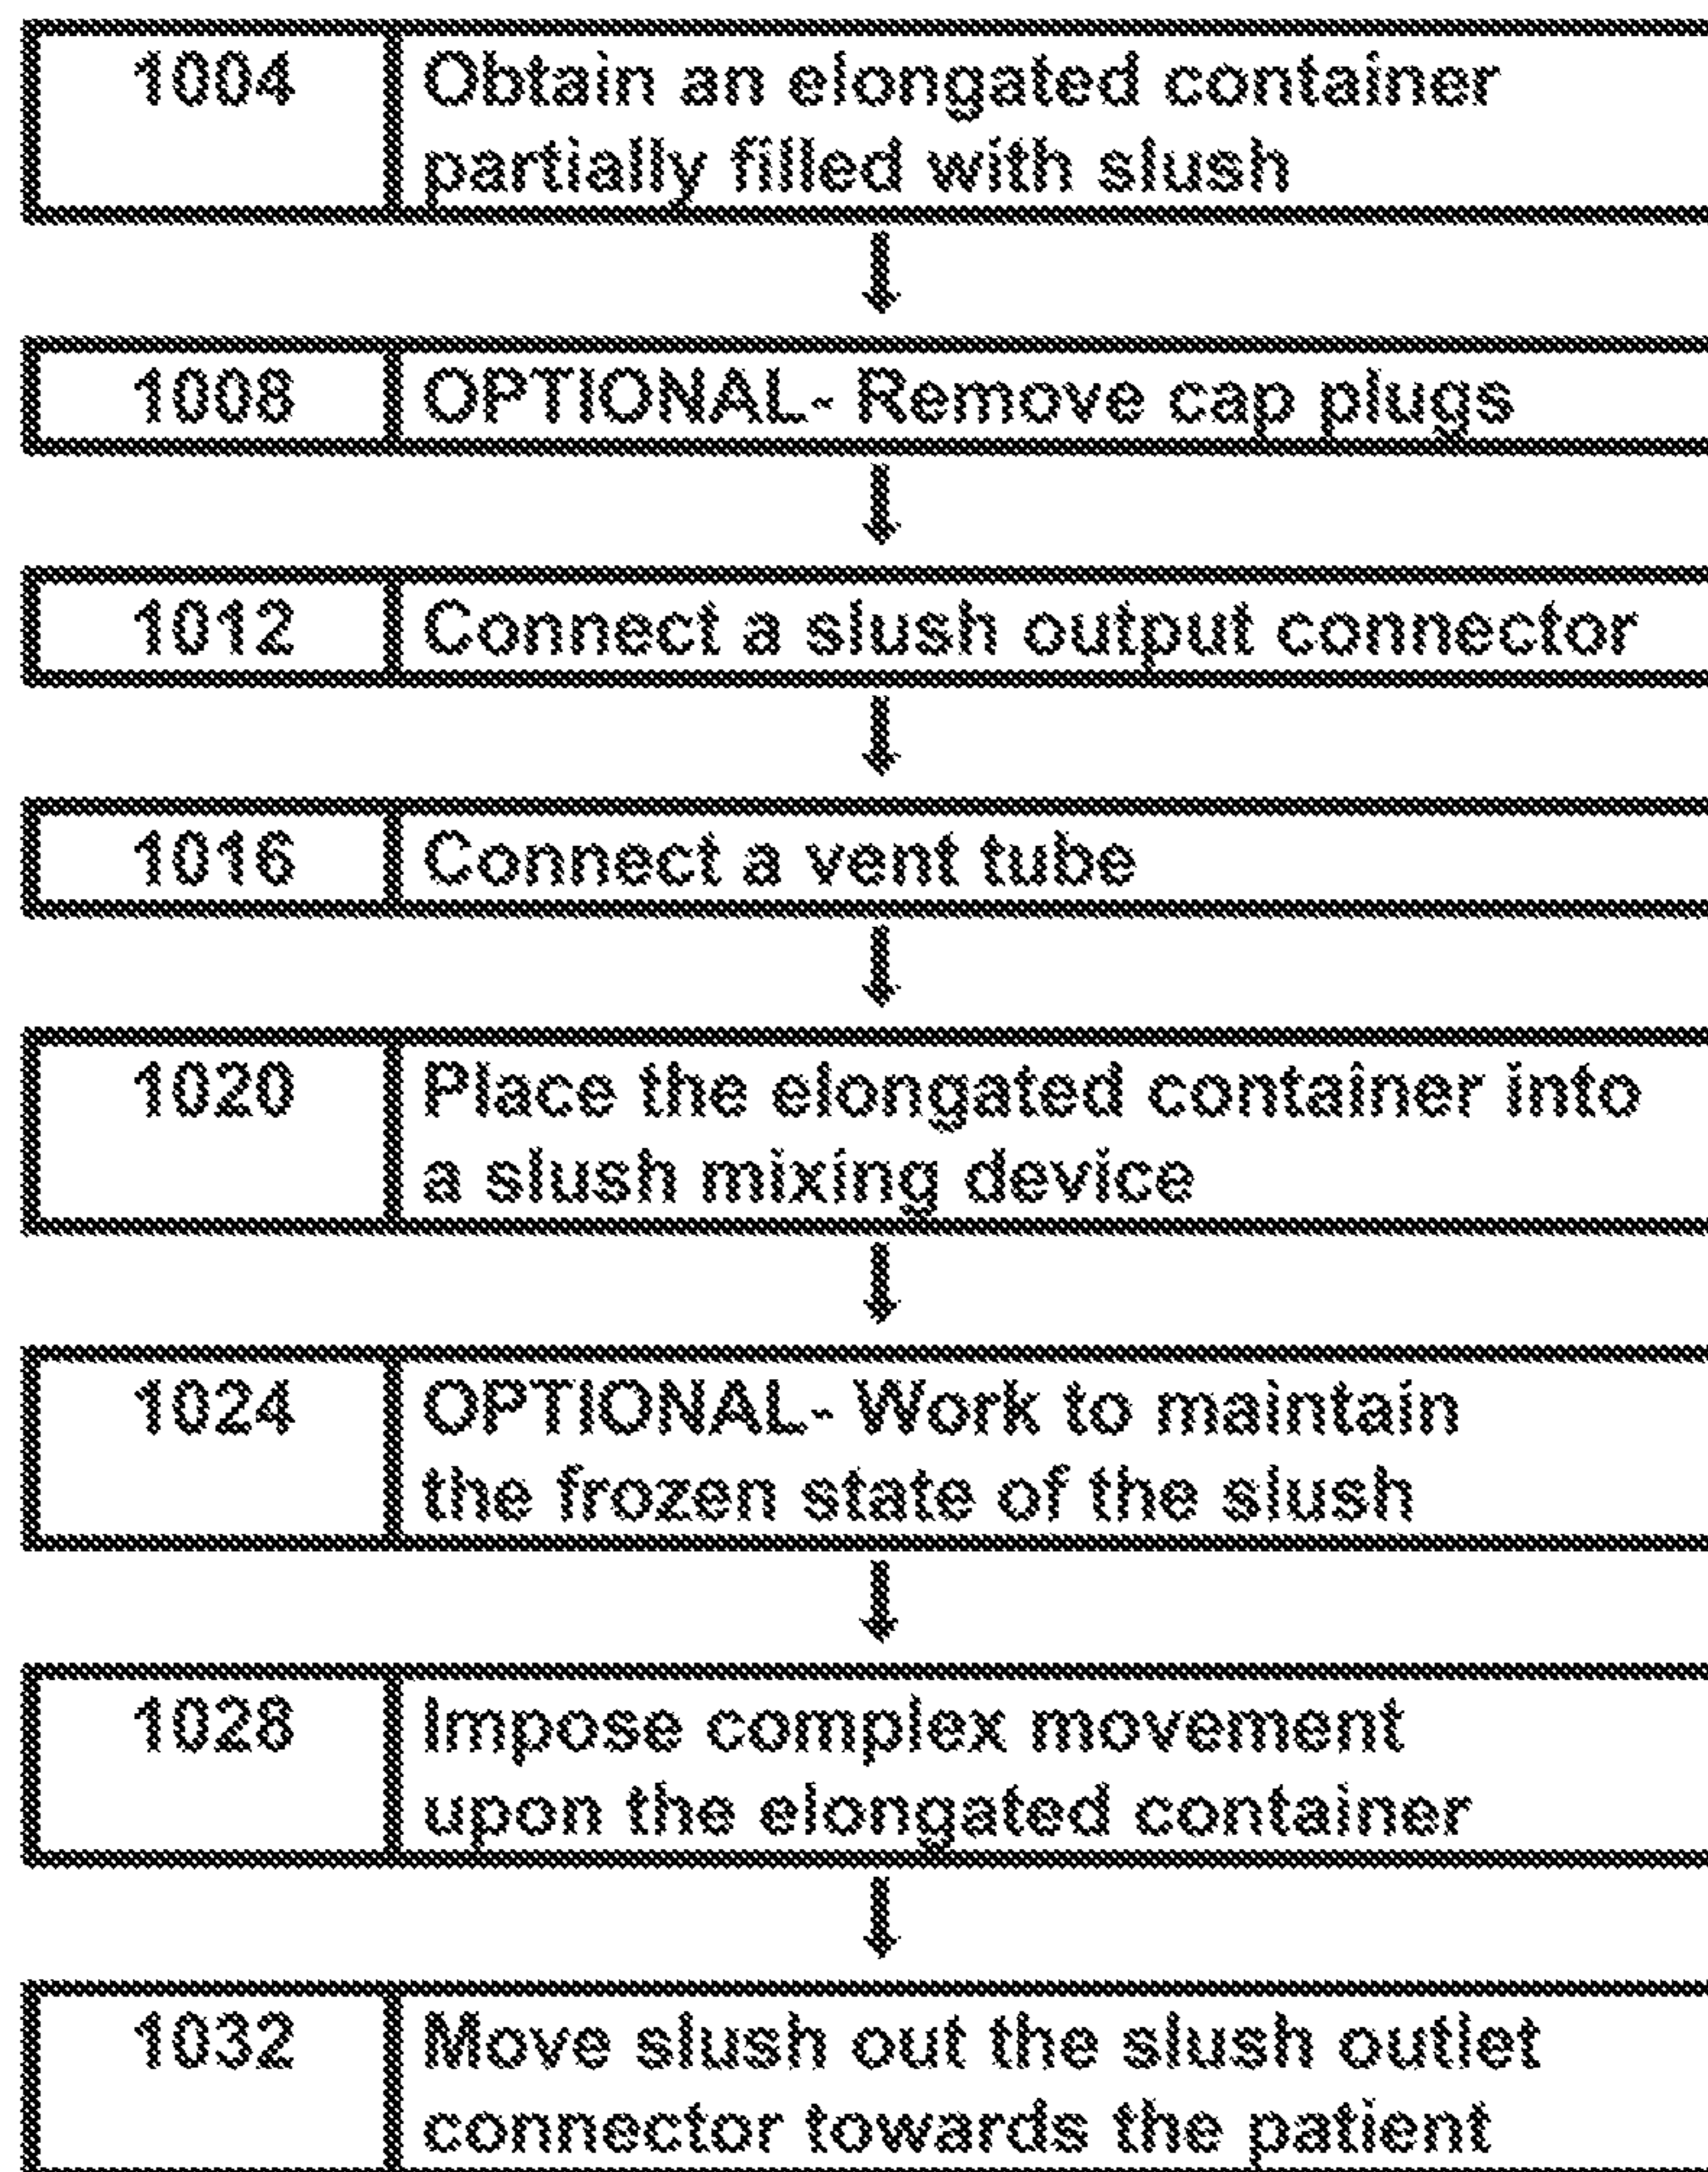 1004 Obtain an elongated container
partially filled with slush
1008 OPTIONAL- Remove cap plugs
1012 Connect a slush output connector
1016 Connect a vent tube
1020 Place the elongated container into
a slush mixing device
1024 OPTIONAL- Work to maintain
the frozen state of the slush
1028 Impose complex movement
upon the elongated container
1032 Move slush out the slush outlet
connector towards the patient